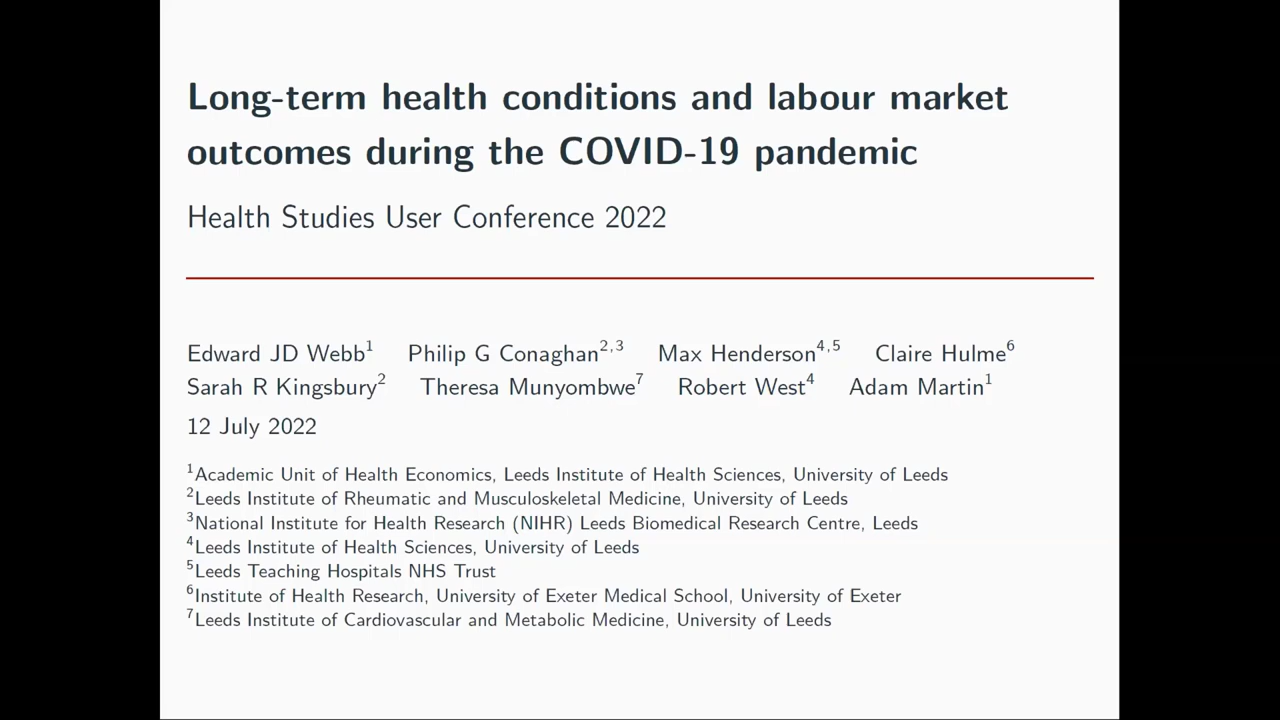 Long-term health conditions and labour market
outcomes during the COVID-19 pandemic
Health Studies User Conference 2022
Edward JD Webb¹ Philip G Conaghan²,³ Max Henderson⁴,⁵ Claire Hulme⁶
Sarah R Kingsbury² Theresa Munyombwe⁷ Robert West⁴ Adam Martin¹
12 July 2022
¹Academic Unit of Health Economics, Leeds Institute of Health Sciences, University of Leeds
²Leeds Institute of Rheumatic and Musculoskeletal Medicine, University of Leeds
³National Institute for Health Research (NIHR) Leeds Biomedical Research Centre, Leeds
⁴Leeds Institute of Health Sciences, University of Leeds
⁵Leeds Teaching Hospitals NHS Trust
⁶Institute of Health Research, University of Exeter Medical School, University of Exeter
⁷Leeds Institute of Cardiovascular and Metabolic Medicine, University of Leeds